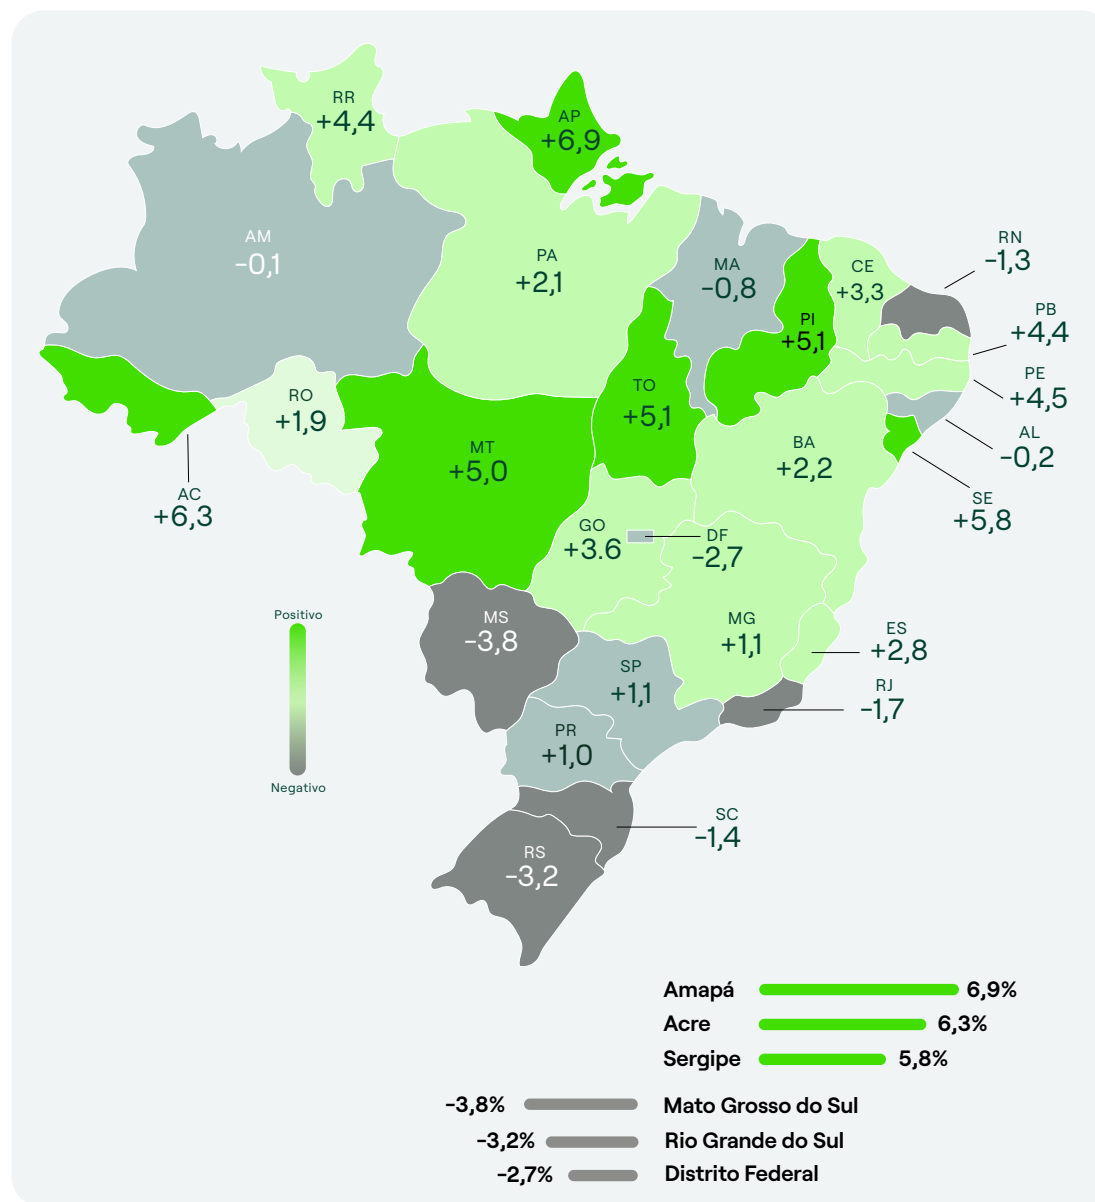 RR
+4,4
AP
+6,9
AM
-0,1
PA
+2,1
MA
-0,8
CE
+3,3
RN
-1,3
PI
+5,1
PB
+4,4
PE
+4,5
AL
-0,2
SE
+5,8
RO
+1,9
TO
+5,1
MT
+5,0
BA
+2,2
AC
+6,3
GO
+3.6
DF
-2,7
MS
-3,8
MG
+1,1
ES
+2,8
SP
+1,1
RJ
-1,7
PR
+1,0
SC
-1,4
RS
-3,2
Positivo
Negativo
Amapá 6,9%
Acre 6,3%
Sergipe 5,8%
-3,8% Mato Grosso do Sul
-3,2% Rio Grande do Sul
-2,7% Distrito Federal